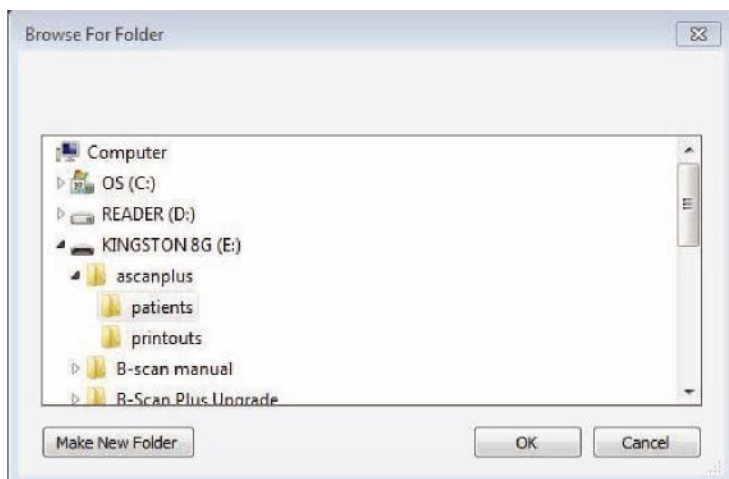 Browse For Folder
Computer
OS (C:)
READER (D:)
KINGSTON 8G (E:)
ascanplus
patients
printouts
B-scan manual
B-Scan Plus Upgrade
Make New Folder
OK
Cancel